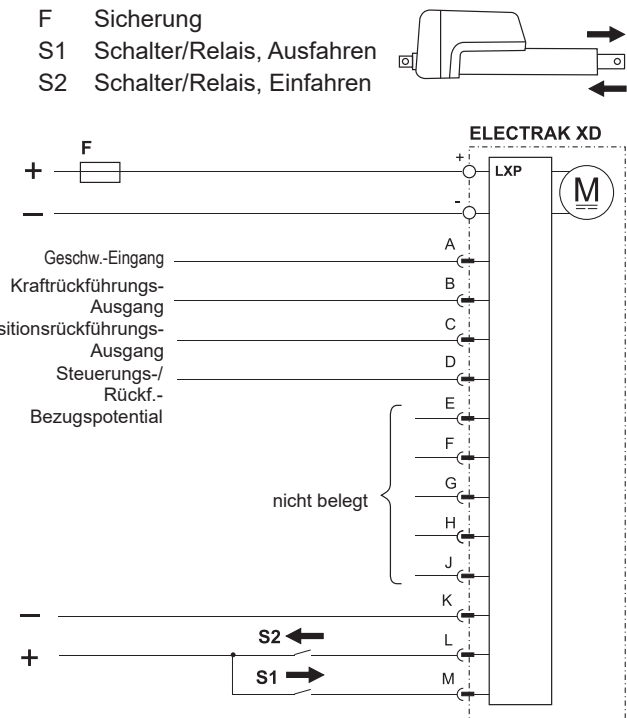 F Sicherung
S1 Schalter/Relais, Ausfahren
S2 Schalter/Relais, Einfahren
ELECTRAK XD
F
+
+
LXP
M
–
-
A
Geschw.-Eingang
B
Kraftrückführungs-
Ausgang
C
sitionsrückführungs-
Ausgang
D
Steuerungs-/
Rückf.-
Bezugspotential
E
F
G
nicht belegt
H
J
K
–
S2
L
+
S1
M